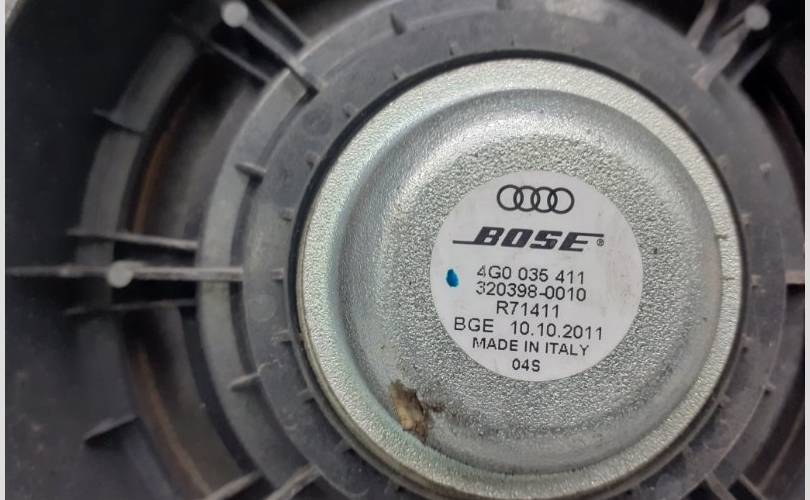 BOSE®
4G0 035 411
320398-0010
R71411
BGE 10.10.2011
MADE IN ITALY
04S